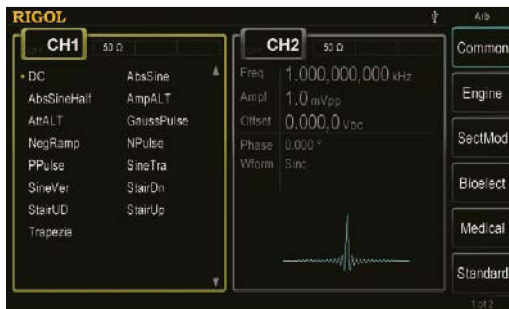 RIGOL Arb
CH1 50 Ω
CH2 50 Ω
Common
DC AbsSine
AbsSineHalf AmpALT
AttALT GaussPulse
NegRamp NPulse
PPulse SineTra
SineVer StairDn
StairUD StairUp
Trapezia
Freq 1.000,000,000 kHz
Ampl 1.0 mVpp
Offset 0.000,0 VDC
Phase 0.000 °
Wform Sinc
Engine
SectMod
Bioelect
Medical
Standard
1 of 2